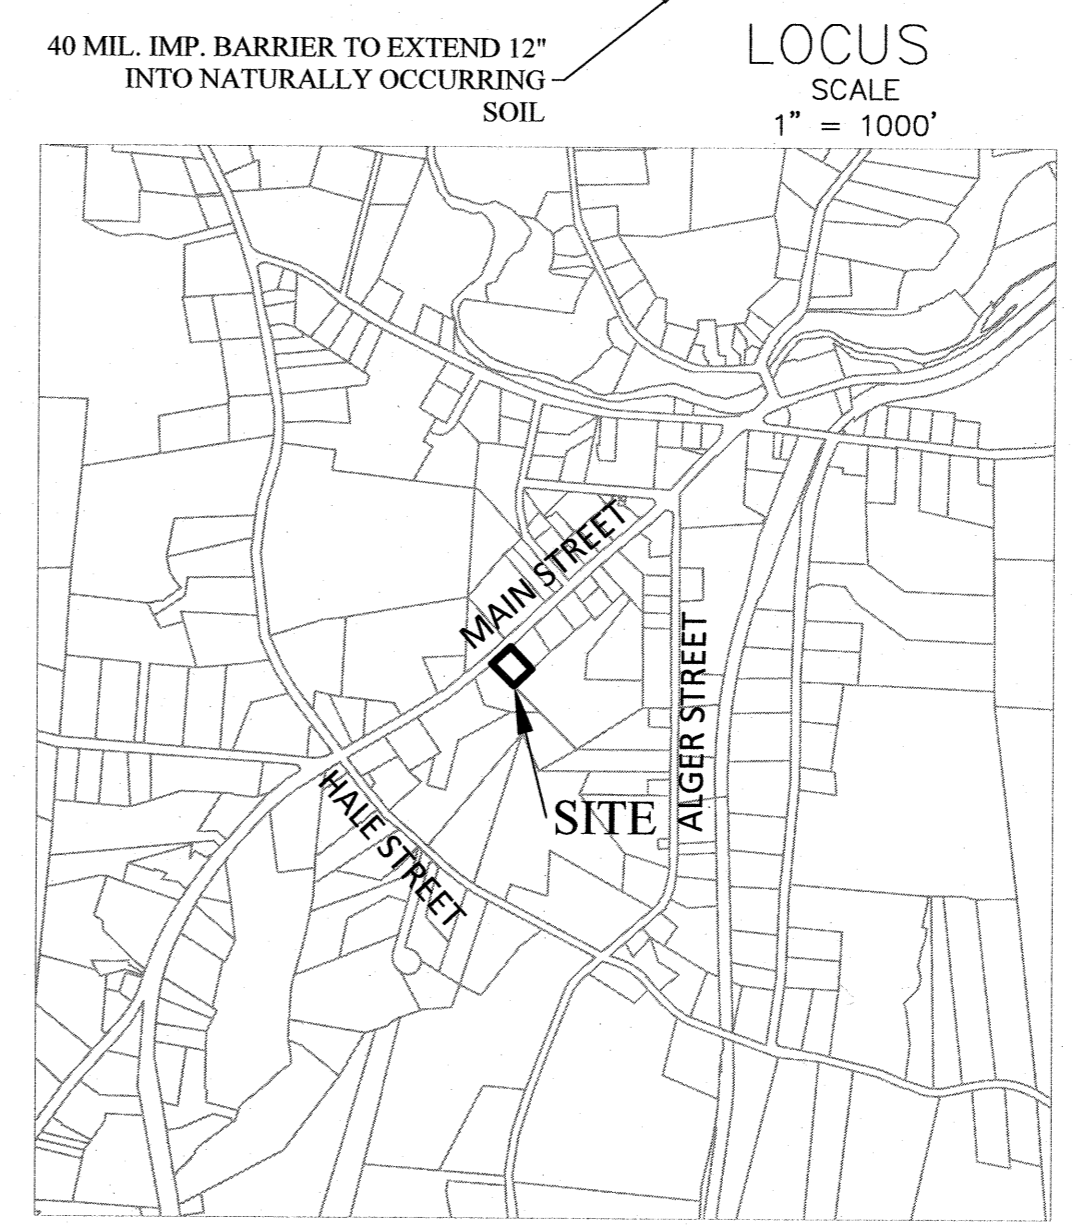 40 MIL. IMP. BARRIER TO EXTEND 12"
INTO NATURALLY OCCURRING
SOIL
LOCUS
SCALE
1" = 1000'
MAIN STREET
ALGER STREET
SITE
HALE STREET